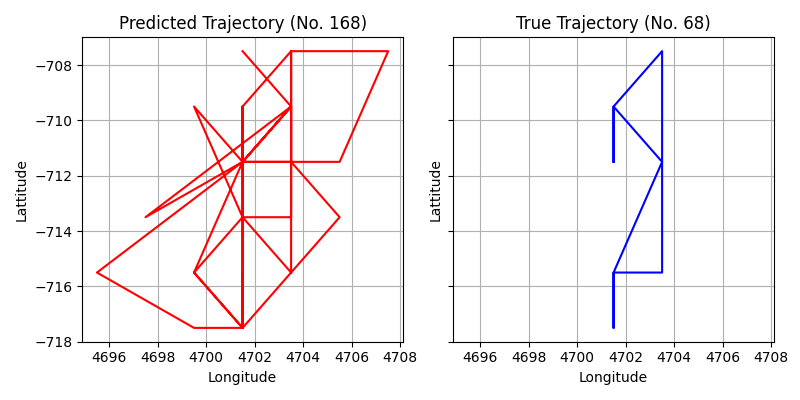 Predicted Trajectory (No. 168)
−708
−710
−712
−714
−716
−718
Lattitude
4696 4698 4700 4702 4704 4706 4708
Longitude
True Trajectory (No. 68)
Lattitude
4696 4698 4700 4702 4704 4706 4708
Longitude